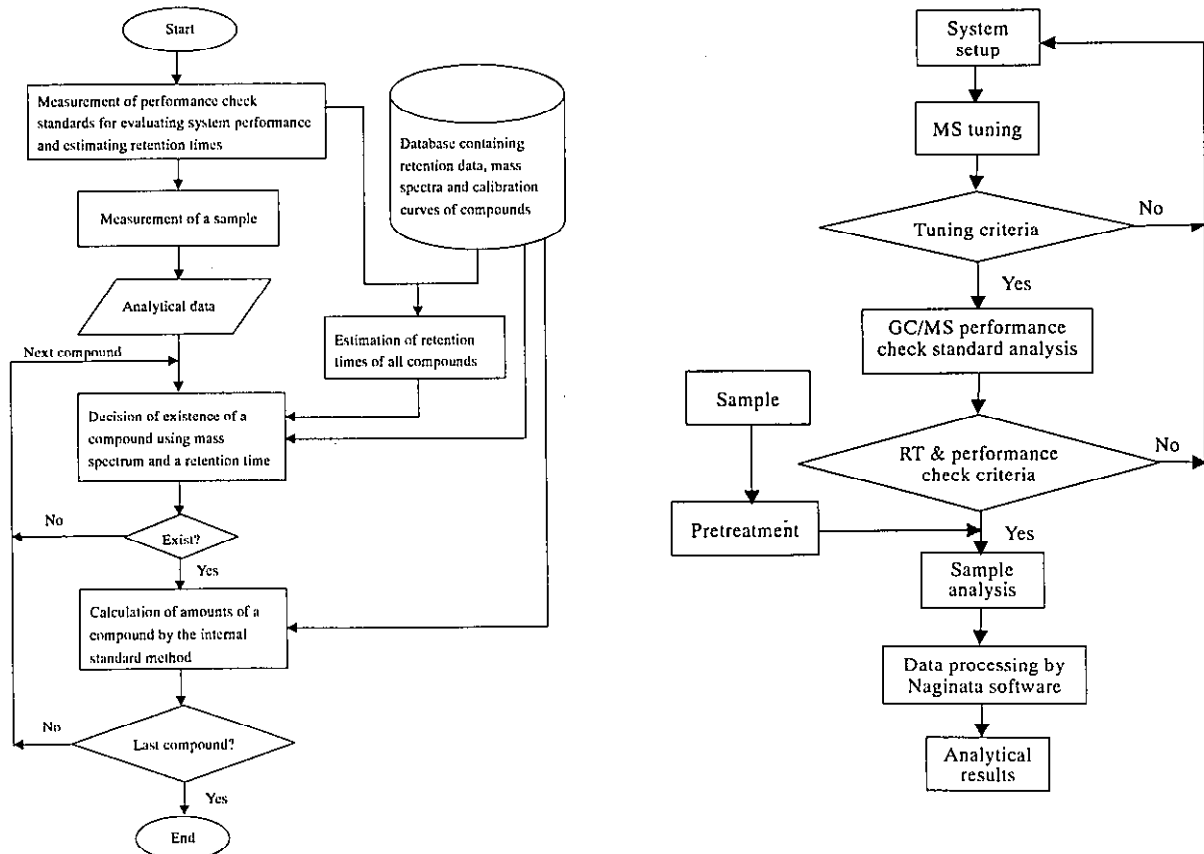 Start
Measurement of performance check
standards for evaluating system performance
and estimating retention times
Measurement of a sample
Analytical data
Database containing
retention data, mass
spectra and calibration
curves of compounds
Next compound
Estimation of retention
times of all compounds
Decision of existence of a
compound using mass
spectrum and a retention time
No
Exist?
Yes
Calculation of amounts of a
compound by the internal
standard method
No
Last compound?
Yes
End
System
setup
MS tuning
Tuning criteria
No
Yes
GC/MS performance
check standard analysis
Sample
RT & performance
check criteria
No
Pretreatment
Yes
Sample
analysis
Data processing by
Naginata software
Analytical
results